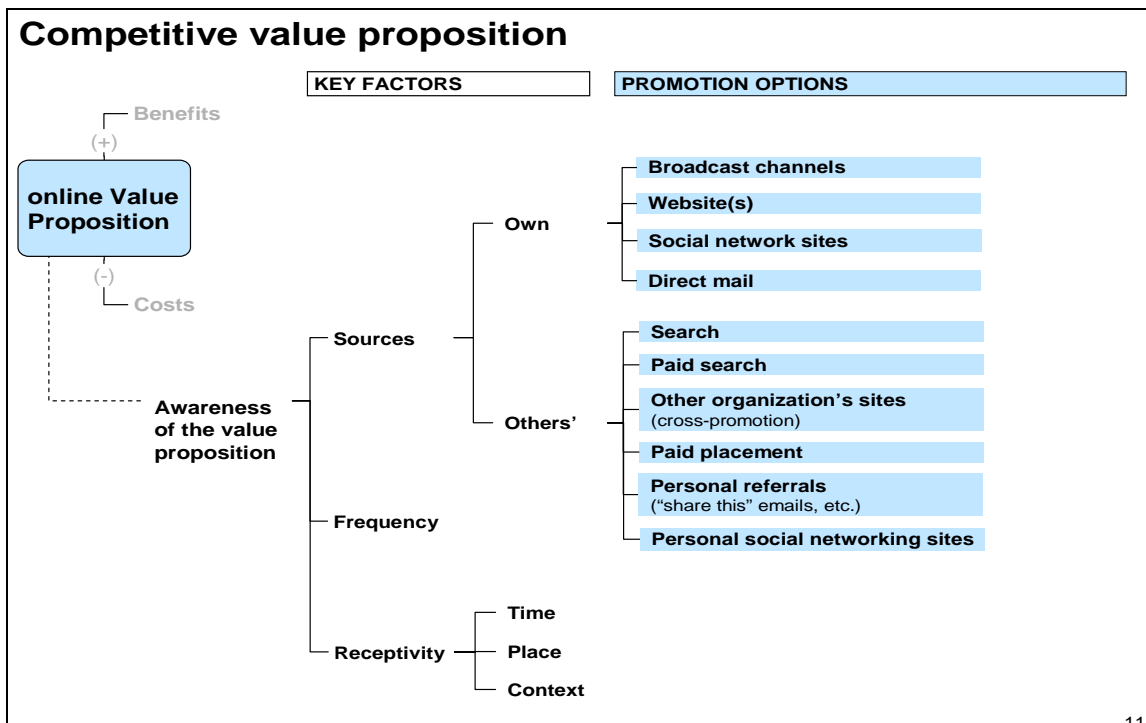 Competitive value proposition
KEY FACTORS
PROMOTION OPTIONS
Benefits
(+)
online Value
Proposition
(-)
Costs
Awareness
of the value
proposition
Sources
Own
Broadcast channels
Website(s)
Social network sites
Direct mail
Others’
Search
Paid search
Other organization’s sites
(cross-promotion)
Paid placement
Personal referrals
(“share this” emails, etc.)
Personal social networking sites
Frequency
Receptivity
Time
Place
Context
11